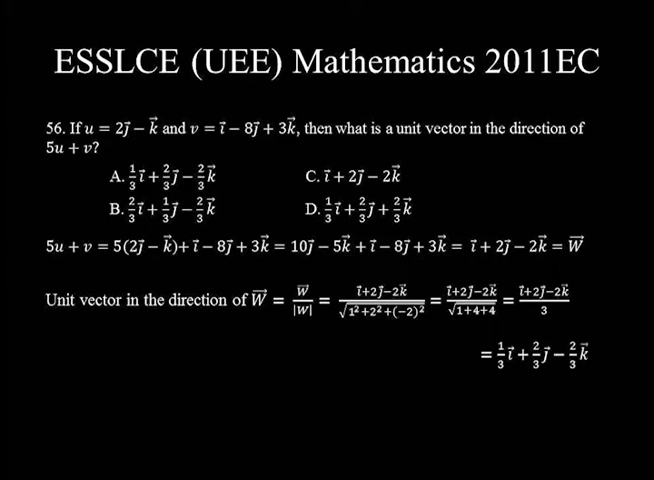 ESSLCE (UEE) Mathematics 2011EC
56. If u = 2j⃗ − k⃗ and v = i⃗ − 8j⃗ + 3k⃗, then what is a unit vector in the direction of
5u + v?
A. 1/3 i⃗ + 2/3 j⃗ − 2/3 k⃗ C. i⃗ + 2j⃗ − 2k⃗
B. 2/3 i⃗ + 1/3 j⃗ − 2/3 k⃗ D. 1/3 i⃗ + 2/3 j⃗ + 2/3 k⃗
5u + v = 5(2j⃗ − k⃗)+ i⃗ − 8j⃗ + 3k⃗ = 10j⃗ − 5k⃗ + i⃗ − 8j⃗ + 3k⃗ = i⃗ + 2j⃗ − 2k⃗ = W⃗
Unit vector in the direction of W⃗ = W⃗/|W| = (i⃗+2j⃗−2k⃗)/√(1²+2²+(−2)²) = (i⃗+2j⃗−2k⃗)/√(1+4+4) = (i⃗+2j⃗−2k⃗)/3
= 1/3 i⃗ + 2/3 j⃗ − 2/3 k⃗